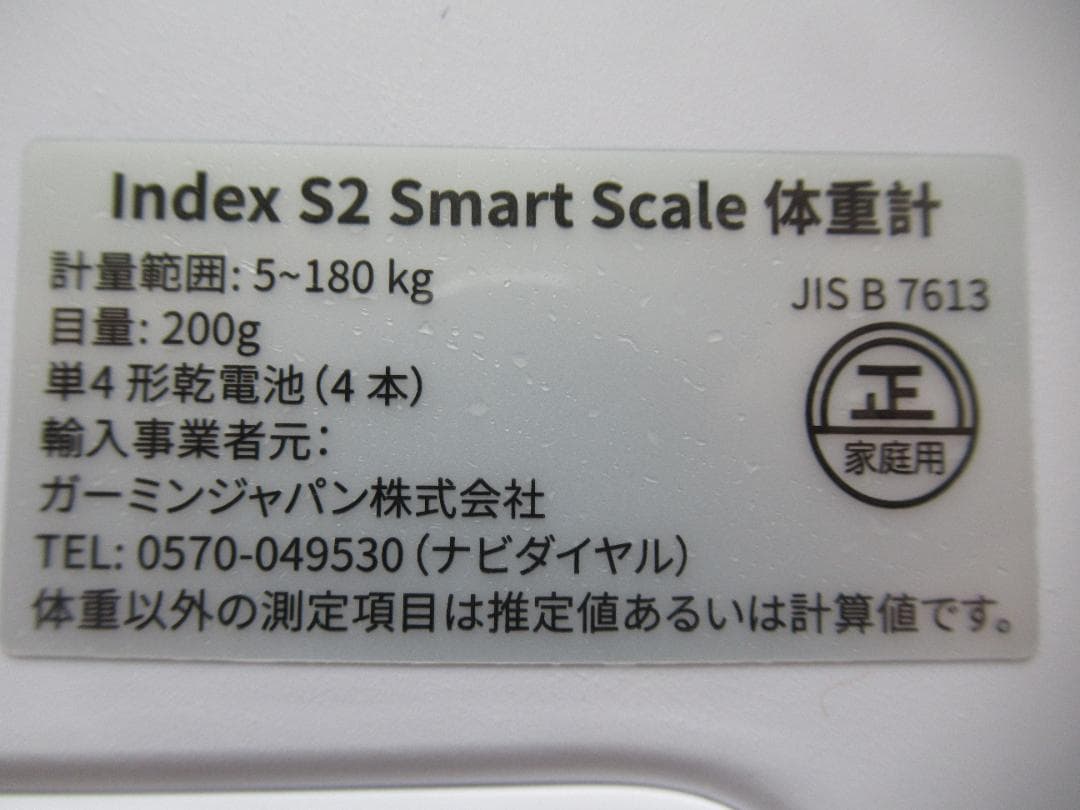 Index S2 Smart Scale 体重計
計量範囲: 5~180 kg
目量: 200g
単4 形乾電池（4 本）
輸入事業者元：
ガーミンジャパン株式会社
TEL: 0570-049530（ナビダイヤル）
体重以外の測定項目は推定値あるいは計算値です。
JIS B 7613
正
家庭用